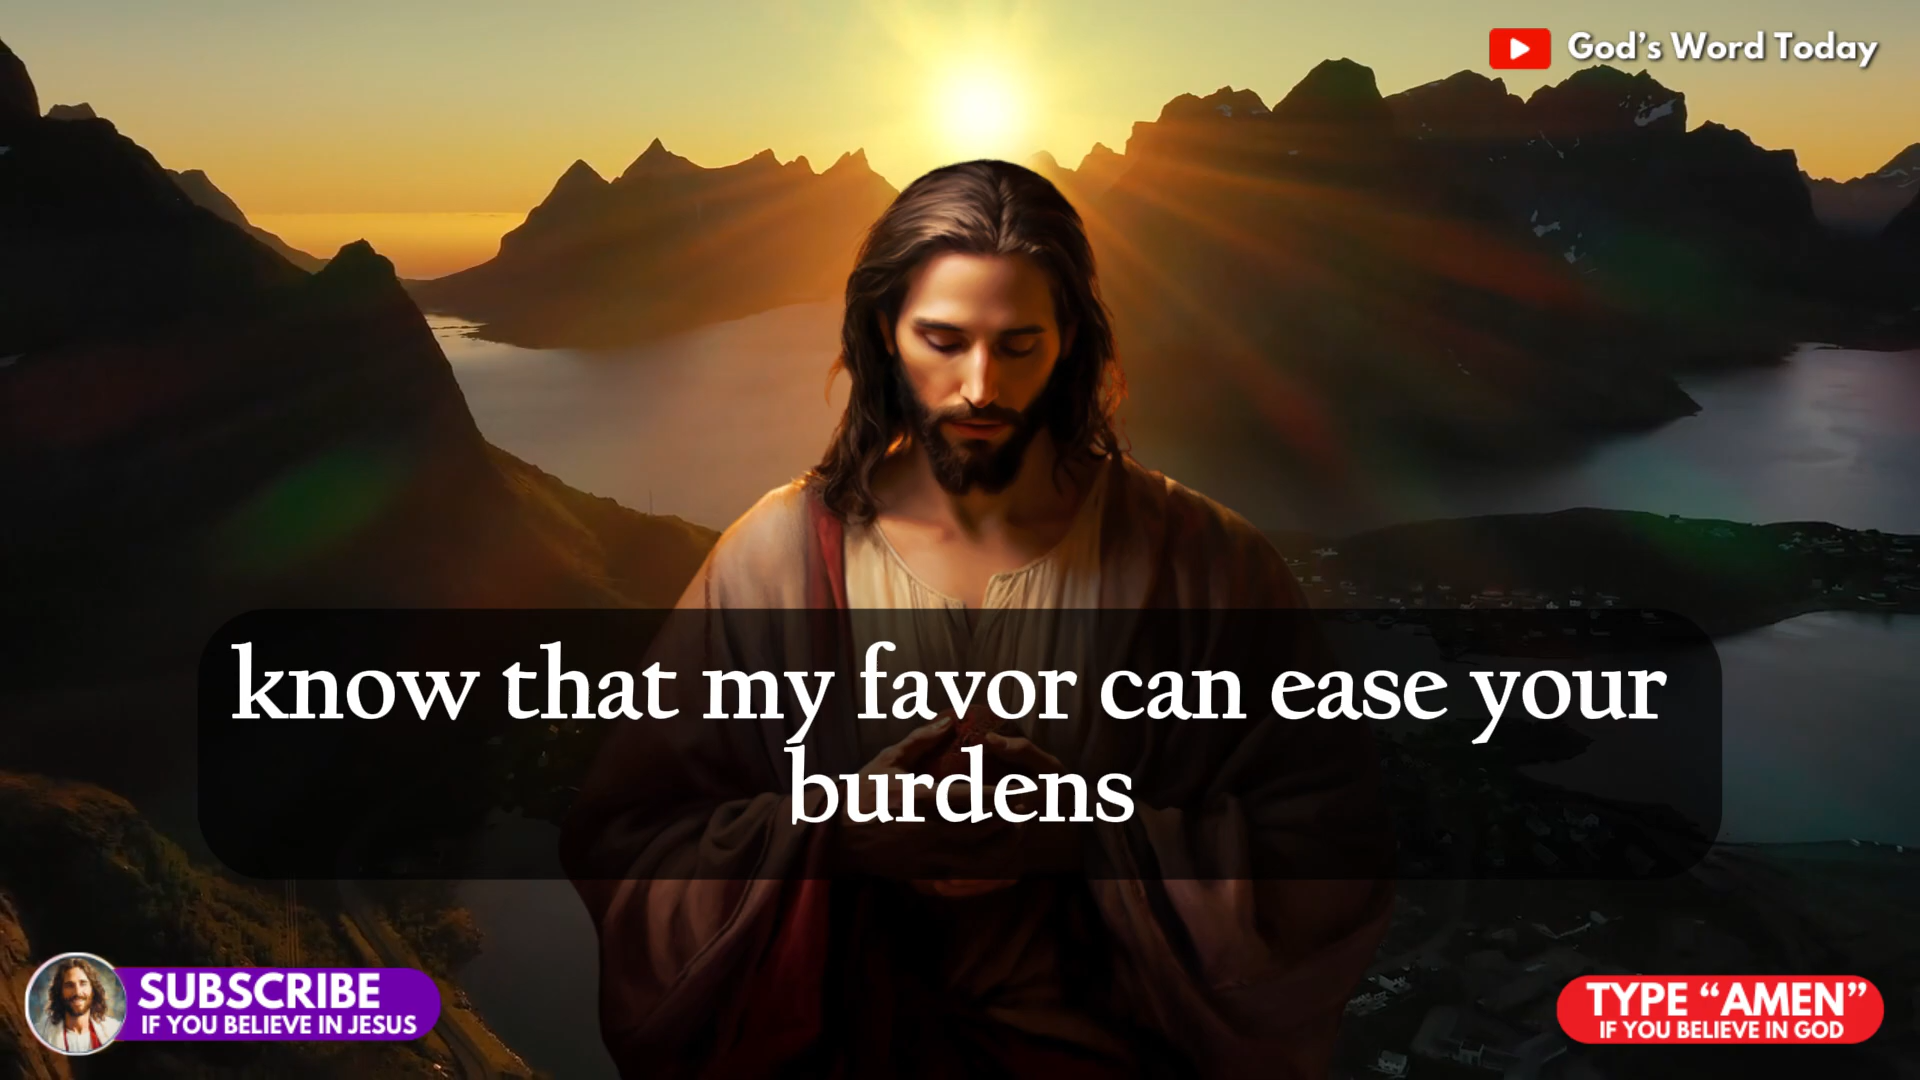 God's Word Today
know that my favor can ease your
burdens
SUBSCRIBE
IF YOU BELIEVE IN JESUS
TYPE “AMEN”
IF YOU BELIEVE IN GOD